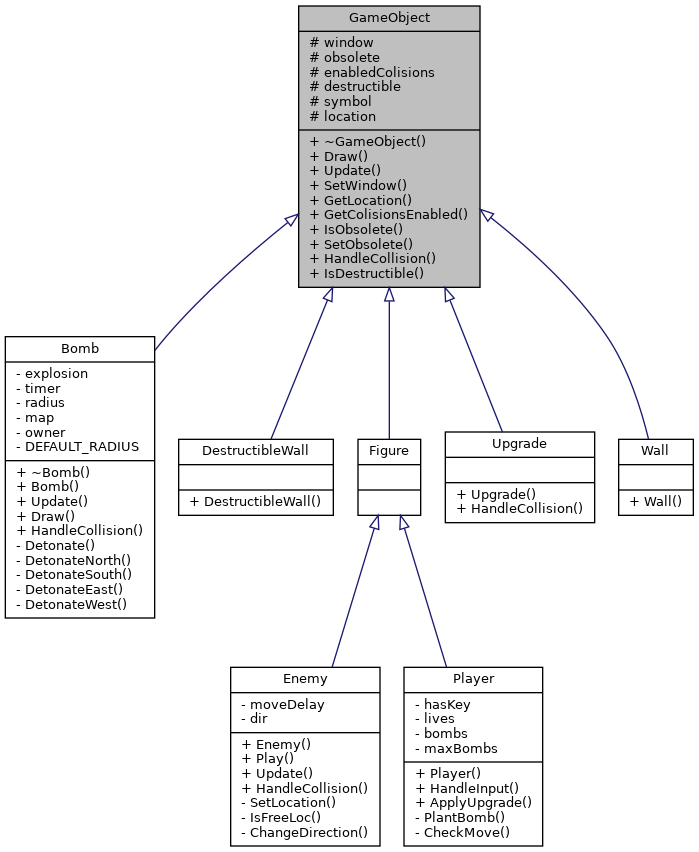 GameObject
# window
# obsolete
# enabledColisions
# destructible
# symbol
# location
+ ~GameObject()
+ Draw()
+ Update()
+ SetWindow()
+ GetLocation()
+ GetColisionsEnabled()
+ IsObsolete()
+ SetObsolete()
+ HandleCollision()
+ IsDestructible()
Bomb
- explosion
- timer
- radius
- map
- owner
- DEFAULT_RADIUS
+ ~Bomb()
+ Bomb()
+ Update()
+ Draw()
+ HandleCollision()
- Detonate()
- DetonateNorth()
- DetonateSouth()
- DetonateEast()
- DetonateWest()
DestructibleWall
+ DestructibleWall()
Figure
Upgrade
+ Upgrade()
+ HandleCollision()
Wall
+ Wall()
Enemy
- moveDelay
- dir
+ Enemy()
+ Play()
+ Update()
+ HandleCollision()
- SetLocation()
- IsFreeLoc()
- ChangeDirection()
Player
- hasKey
- lives
- bombs
- maxBombs
+ Player()
+ HandleInput()
+ ApplyUpgrade()
- PlantBomb()
- CheckMove()